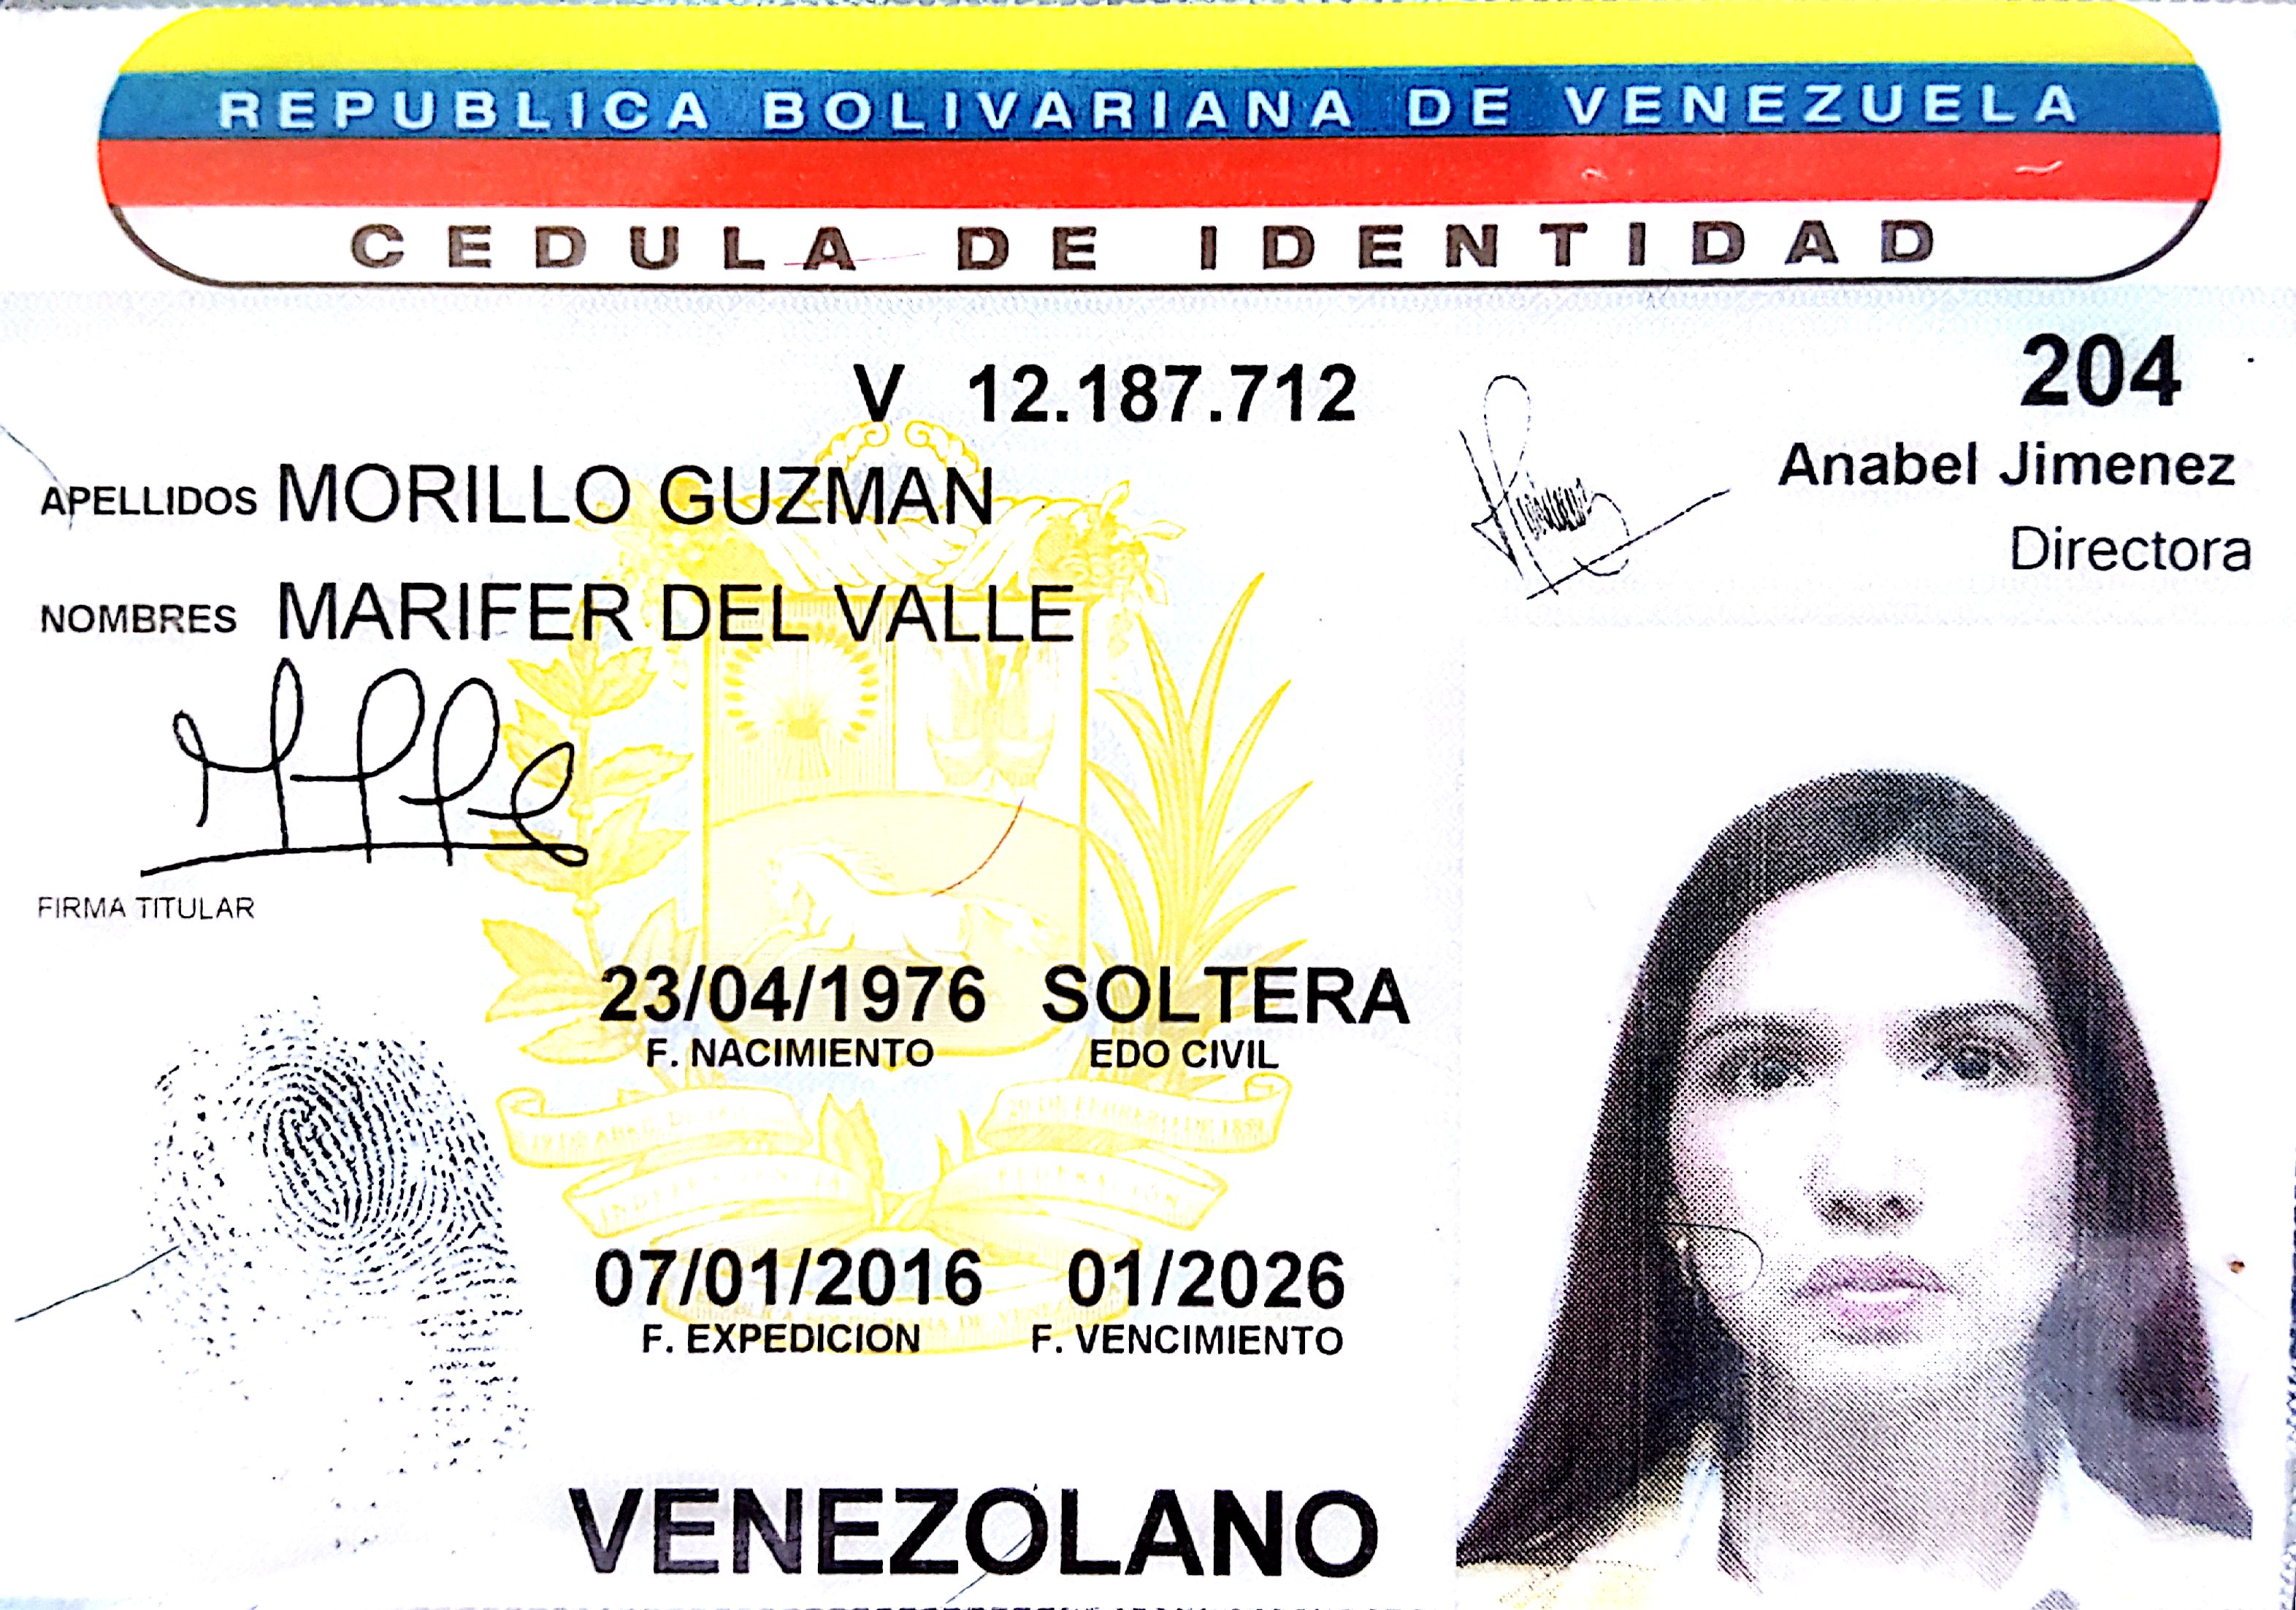 REPUBLICA BOLIVARIANA DE VENEZUELA
CEDULA DE IDENTIDAD
V 12.187.712
204
Anabel Jimenez
Directora
APELLIDOS MORILLO GUZMAN
NOMBRES MARIFER DEL VALLE
FIRMA TITULAR
23/04/1976 SOLTERA
F. NACIMIENTO EDO CIVIL
07/01/2016 01/2026
F. EXPEDICION F. VENCIMIENTO
VENEZOLANO